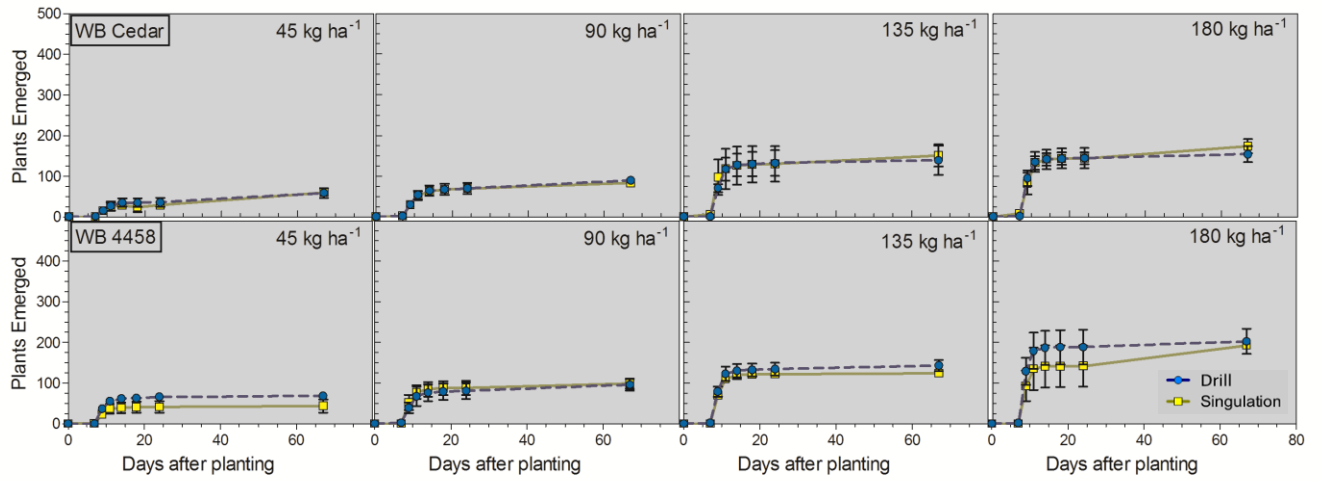 500
400
300
200
100
0
Plants Emerged
WB Cedar
45 kg ha⁻¹
90 kg ha⁻¹
135 kg ha⁻¹
180 kg ha⁻¹
400
300
200
100
0
Plants Emerged
WB 4458
45 kg ha⁻¹
90 kg ha⁻¹
135 kg ha⁻¹
180 kg ha⁻¹
Drill
Singulation
0 20 40 60 0 20 40 60 0 20 40 60 0 20 40 60 80
Days after planting Days after planting Days after planting Days after planting